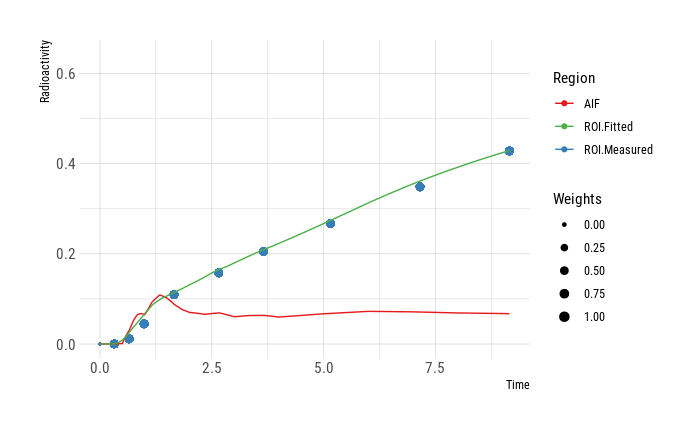 Radioactivity
0.6
0.4
0.2
0.0
0.0 2.5 5.0 7.5
Time
Region
AIF
ROI.Fitted
ROI.Measured
Weights
0.00
0.25
0.50
0.75
1.00